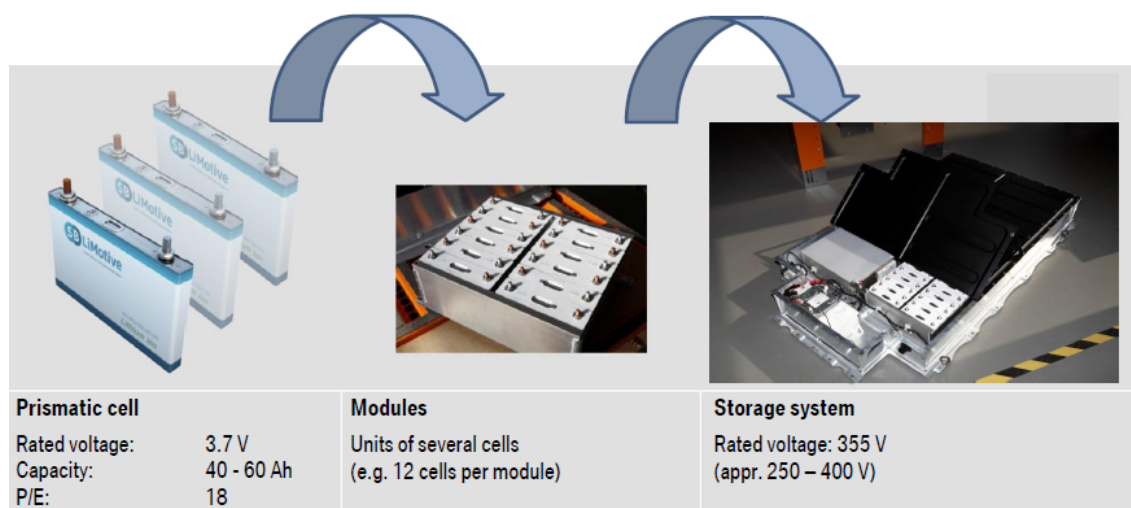 SB LiMotive
SB LiMotive
SB LiMotive
Prismatic cell
Rated voltage: 3.7 V
Capacity: 40 - 60 Ah
P/E: 18
Modules
Units of several cells
(e.g. 12 cells per module)
Storage system
Rated voltage: 355 V
(appr. 250 – 400 V)